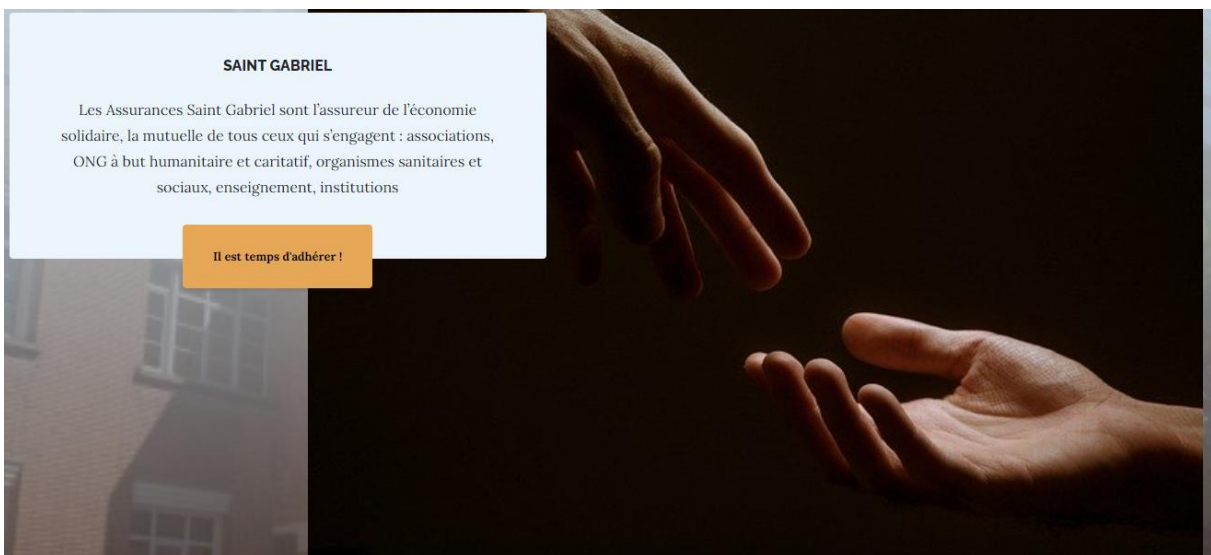 SAINT GABRIEL
Les Assurances Saint Gabriel sont l’assureur de l’économie
solidaire, la mutuelle de tous ceux qui s’engagent : associations,
ONG à but humanitaire et caritatif, organismes sanitaires et
sociaux, enseignement, institutions
Il est temps d'adhérer !